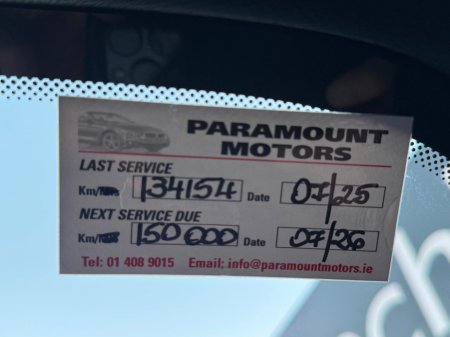 PARAMOUNT
MOTORS
LAST SERVICE
Km/ 134154 Date 07/25
NEXT SERVICE DUE
Km/ 150 000 Date 07/26
Tel: 01 408 9015 Email; info@paramountmotors.ie
ch